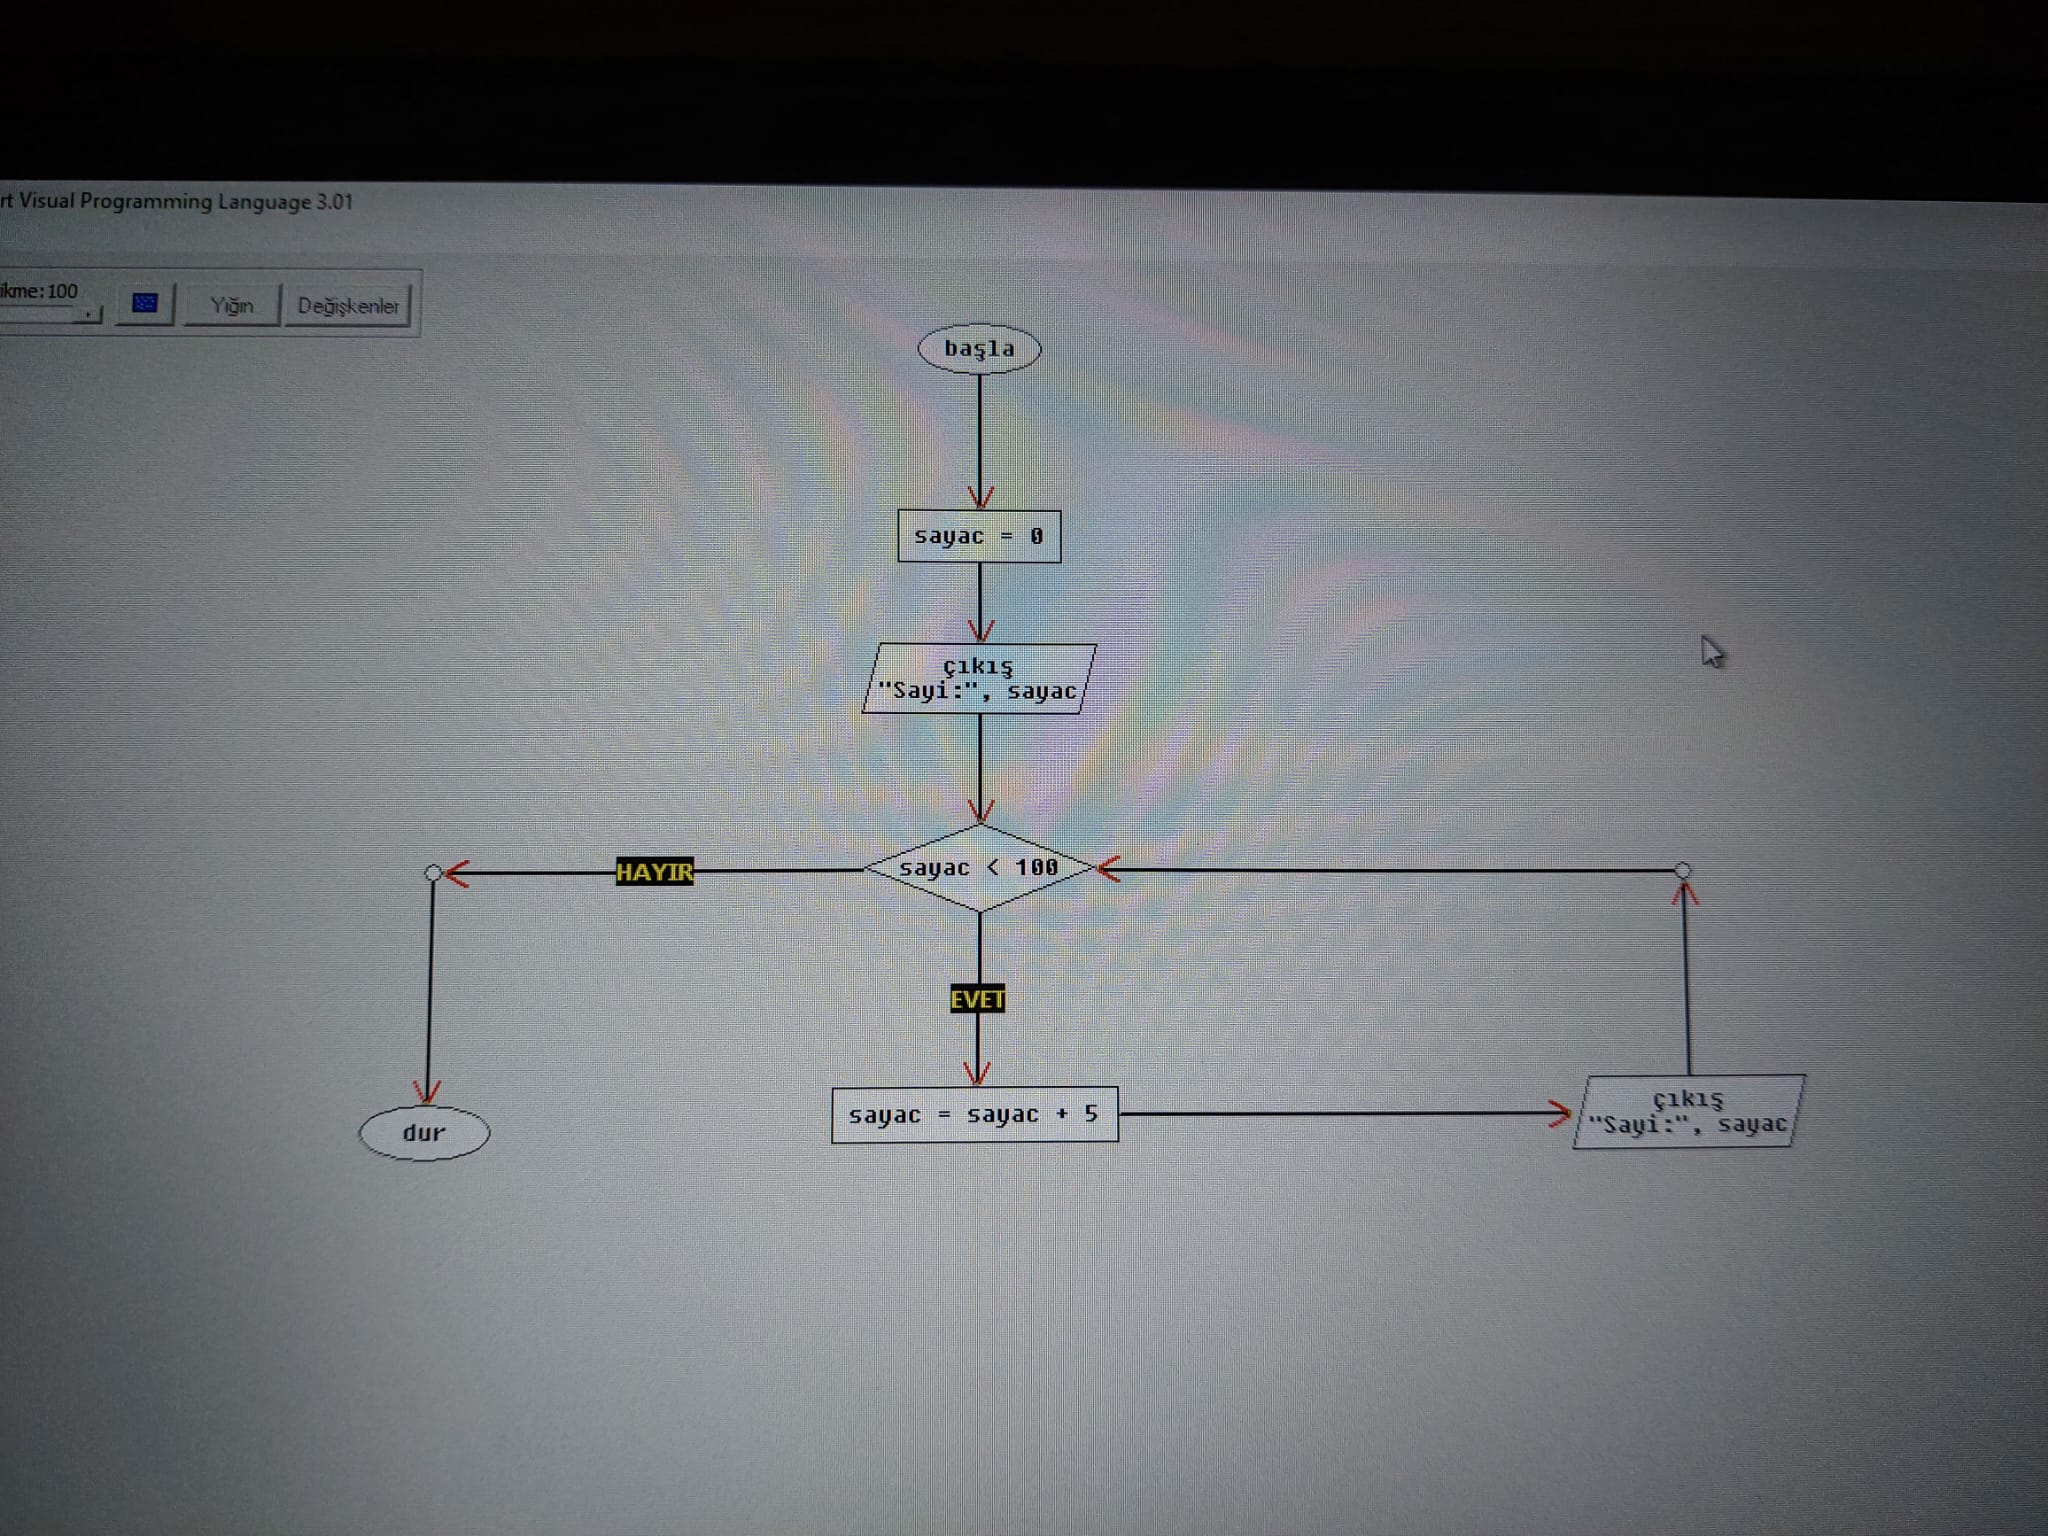 rt Visual Programming Language 3.01
ikme:100
Yığın
Değişkenler
başla
sayac = 0
çıkış
"Sayi:", sayac
sayac < 100
HAYIR
EVET
sayac = sayac + 5
çıkış
"Sayi:", sayac
dur